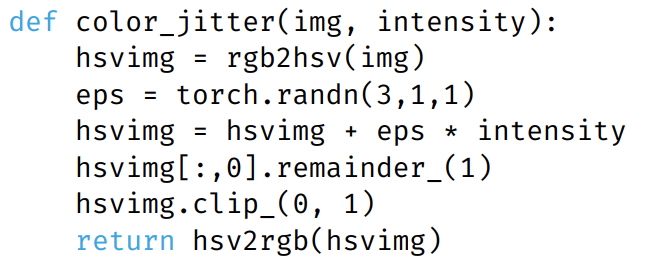 def color_jitter(img, intensity):
    hsvimg = rgb2hsv(img)
    eps = torch.randn(3,1,1)
    hsvimg = hsvimg + eps * intensity
    hsvimg[:,0].remainder_(1)
    hsvimg.clip_(0, 1)
    return hsv2rgb(hsvimg)